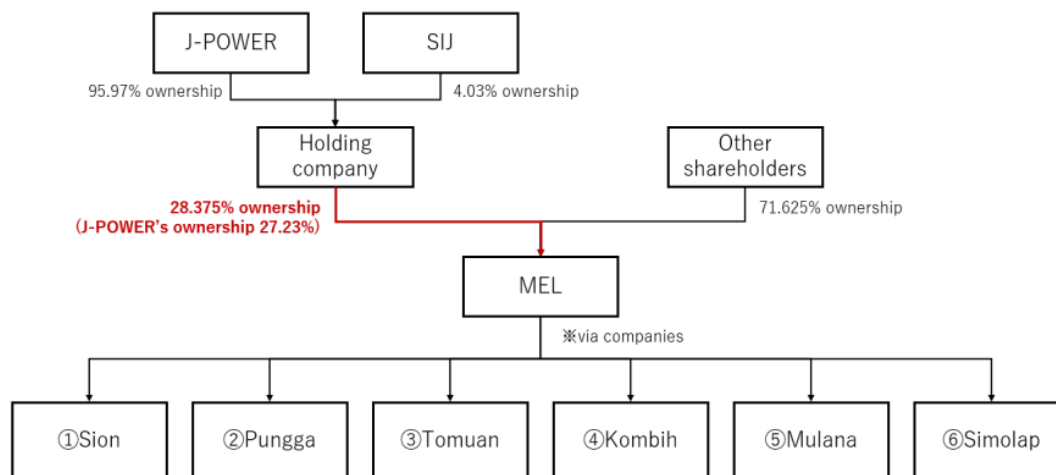 J-POWER
SIJ
95.97% ownership
4.03% ownership
Holding
company
Other
shareholders
28.375% ownership
(J-POWER's ownership 27.23%)
71.625% ownership
MEL
※via companies
①Sion
②Pungga
③Tomuan
④Kombih
⑤Mulana
⑥Simolap